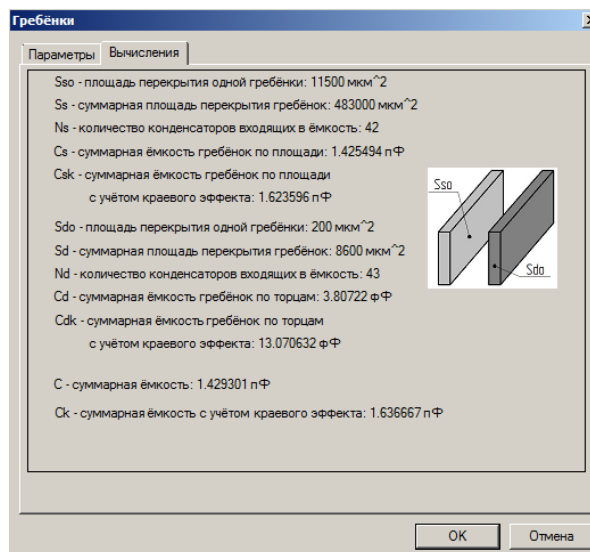 Гребёнки
Параметры Вычисления
Sso - площадь перекрытия одной гребёнки: 11500 мкм^2
Ss - суммарная площадь перекрытия гребёнок: 483000 мкм^2
Ns - количество конденсаторов входящих в ёмкость: 42
Cs - суммарная ёмкость гребёнок по площади: 1.425494 пФ
Csk - суммарная ёмкость гребёнок по площади
с учётом краевого эффекта: 1.623596 пФ
Sso
Sdo
Sdo - площадь перекрытия одной гребёнки: 200 мкм^2
Sd - суммарная площадь перекрытия гребёнок: 8600 мкм^2
Nd - количество конденсаторов входящих в ёмкость: 43
Cd - суммарная ёмкость гребёнок по торцам: 3.80722 фФ
Cdk - суммарная ёмкость гребёнок по торцам
с учётом краевого эффекта: 13.070632 фФ
C - суммарная ёмкость: 1.429301 пФ
Ck - суммарная ёмкость с учётом краевого эффекта: 1.636667 пФ
OK Отмена